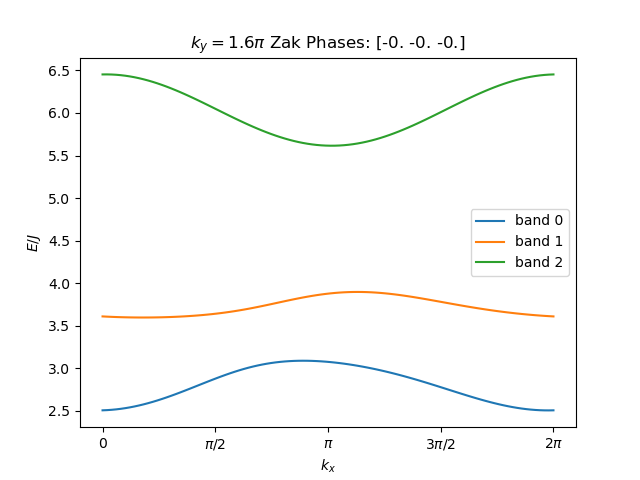 k_y = 1.6π Zak Phases: [-0. -0. -0.]
6.5
6.0
5.5
5.0
4.5
4.0
3.5
3.0
2.5
E/J
band 0
band 1
band 2
0 π/2 π 3π/2 2π
k_x